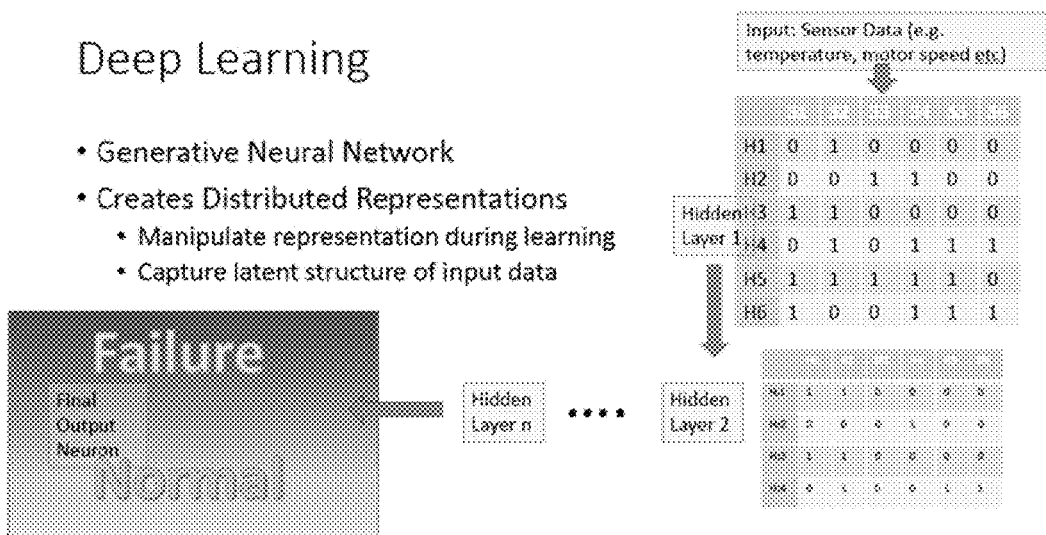 Deep Learning
• Generative Neural Network
• Creates Distributed Representations
• Manipulate representation during learning
• Capture latent structure of input data
Input: Sensor Data (e.g.
temperature, motor speed etc)
H1 0 1 0 0 0 0
H2 0 0 1 1 0 0
H3 1 1 0 0 0 0
H4 0 1 0 1 1 1
H5 1 1 1 1 1 0
H6 1 0 0 1 1 1
Hidden
Layer 1
Hidden
Layer 2
••••
Hidden
Layer n
Failure
Final
Output
Neuron
Normal